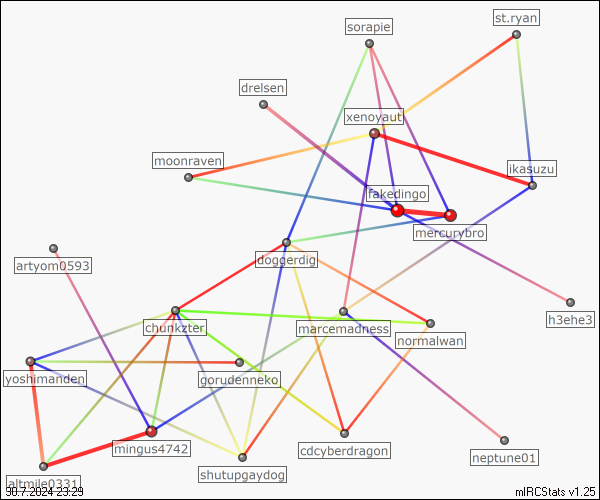 st.ryan
sorapie
drelsen
xenoyaut
moonraven
ikasuzu
fakedingo
mercurybro
doggerdig
artyom0593
h3ehe3
chunkzter
marcemadness
normalwan
yoshimanden
gorudenneko
mingus4742
cdcyberdragon
neptune01
shutupgaydog
altmile0331
30.7.2024 23:29
mIRCStats v1.25